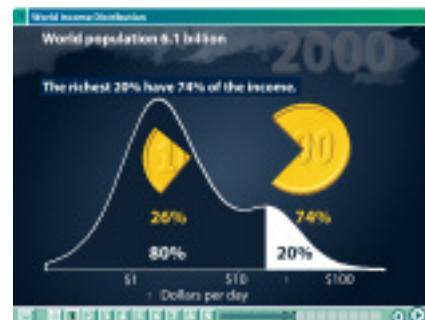 World Income Distribution
World population 6.1 billion
2000
The richest 20% have 74% of the income.
26% 74%
80% 20%
$1 $10 $100
Dollars per day